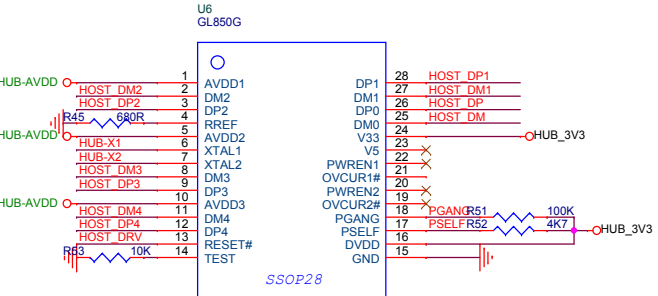 U6
GL850G
HUB-AVDD 1 AVDD1 DP1 28 HOST_DP1
HOST_DM2 2 DM2 DM1 27 HOST_DM1
HOST_DP2 3 DP2 DP0 26 HOST_DP
R45 680R 4 RREF DM0 25 HOST_DM
HUB-AVDD 5 AVDD2 V33 24 HUB_3V3
HUB-X1 6 XTAL1 V5 23
HUB-X2 7 XTAL2 PWREN1 22
HOST_DM3 8 DM3 OVCUR1# 21
HOST_DP3 9 DP3 PWREN2 20
HUB-AVDD 10 AVDD3 OVCUR2# 19
HOST_DM4 11 DM4 PGANG 18 PGANG R51 100K
HOST_DP4 12 DP4 PSELF 17 PSELF R52 4K7 HUB_3V3
HOST_DRV 13 RESET# DVDD 16
R53 10K 14 TEST GND 15
SSOP28